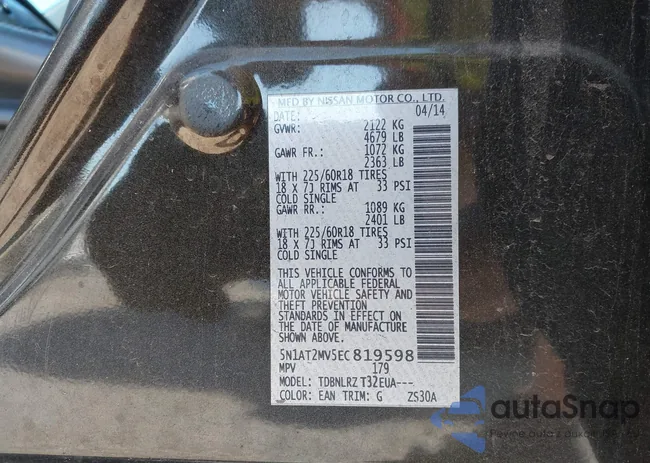 MFD BY NISSAN MOTOR CO., LTD.
DATE: 04/14
GVWR: 2122 KG
4679 LB
GAWR FR.: 1072 KG
2363 LB
WITH 225/60R18 TIRES
18 X 7J RIMS AT 33 PSI
COLD SINGLE
GAWR RR.: 1089 KG
2401 LB
WITH 225/60R18 TIRES
18 X 7J RIMS AT 33 PSI
COLD SINGLE
THIS VEHICLE CONFORMS TO
ALL APPLICABLE FEDERAL
MOTOR VEHICLE SAFETY AND
THEFT PREVENTION
STANDARDS IN EFFECT ON
THE DATE OF MANUFACTURE
SHOWN ABOVE.
5N1AT2MV5EC819598
MPV 179
MODEL: TDBNLRZ T32EUA---
COLOR: EAN TRIM: G ZS30A
autaSnap